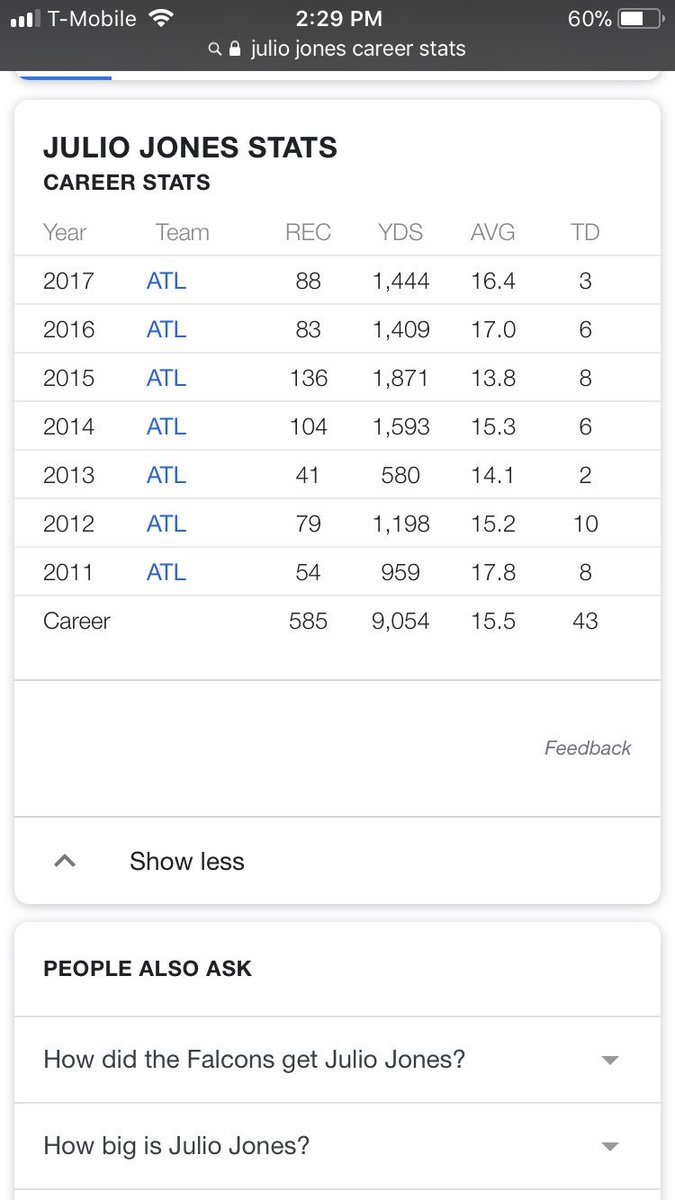 T-Mobile 2:29 PM 60%
julio jones career stats
JULIO JONES STATS
CAREER STATS
Year Team REC YDS AVG TD
2017 ATL 88 1,444 16.4 3
2016 ATL 83 1,409 17.0 6
2015 ATL 136 1,871 13.8 8
2014 ATL 104 1,593 15.3 6
2013 ATL 41 580 14.1 2
2012 ATL 79 1,198 15.2 10
2011 ATL 54 959 17.8 8
Career 585 9,054 15.5 43
Feedback
Show less
PEOPLE ALSO ASK
How did the Falcons get Julio Jones?
How big is Julio Jones?